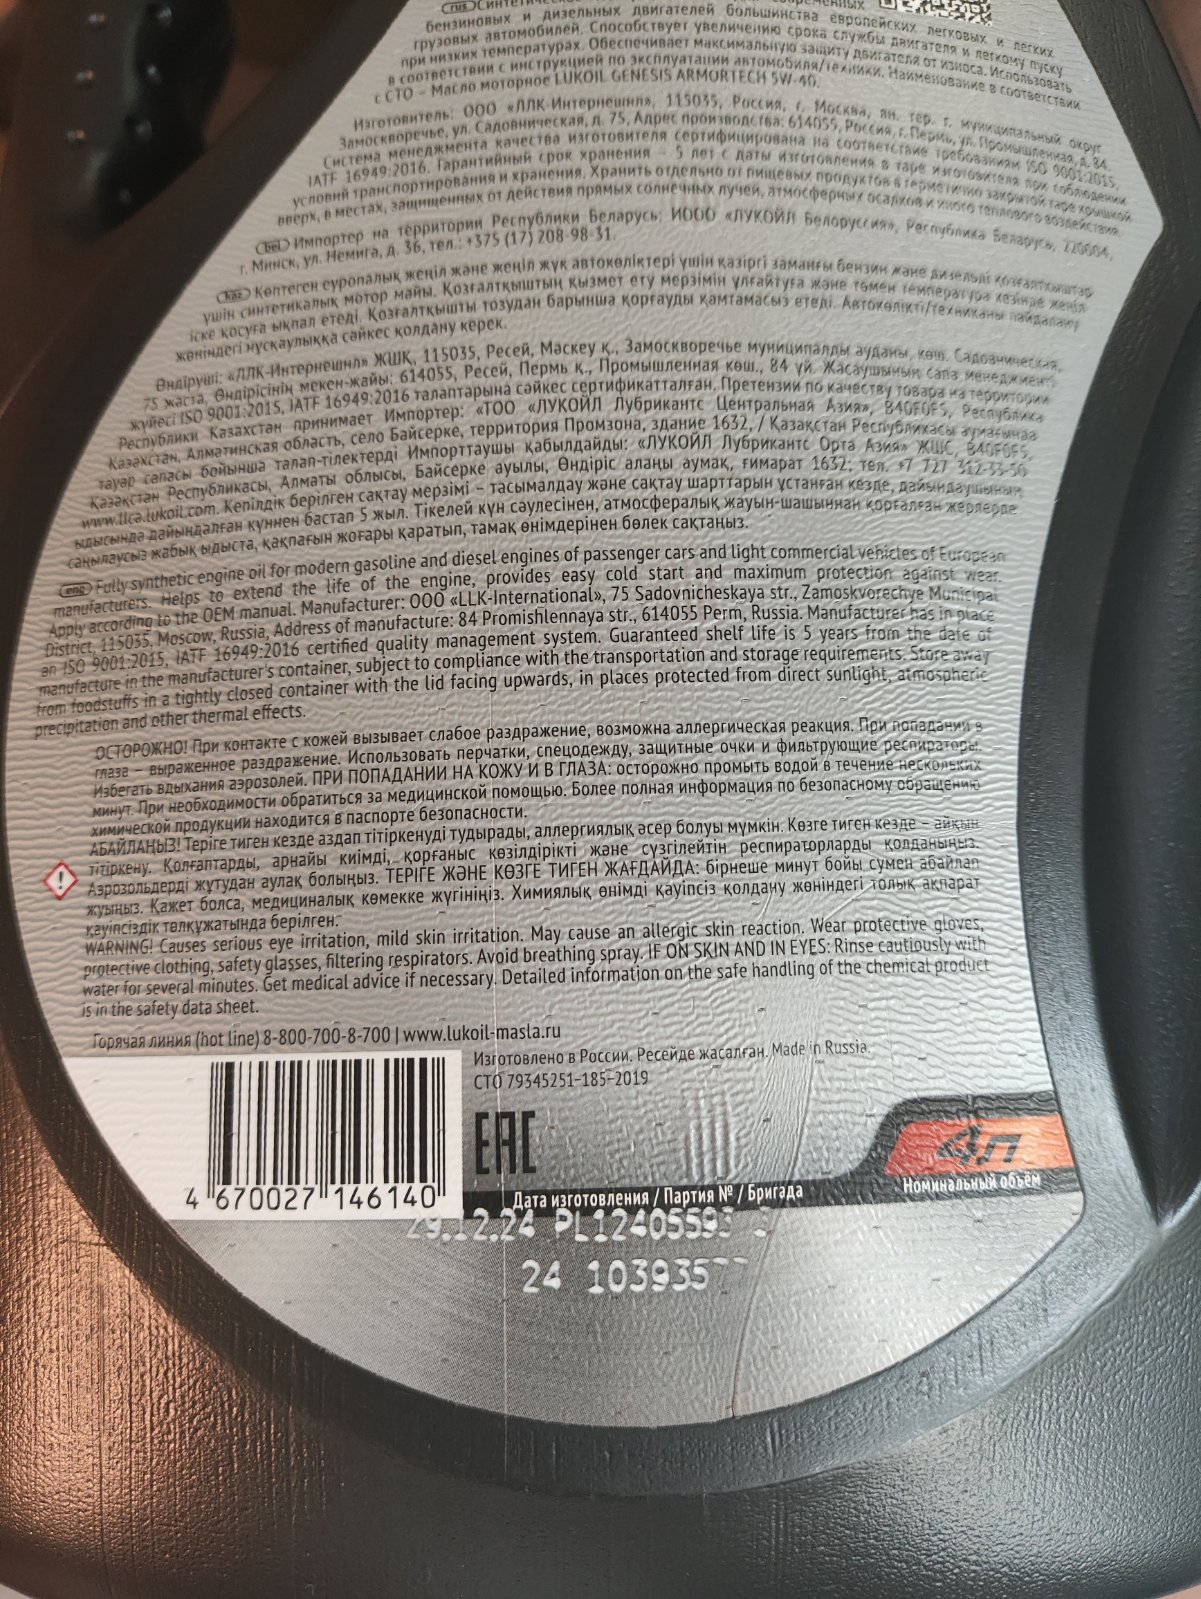 rus Синтетическое
бензиновых и дизельных двигателей большинства европейских легковых и легких
грузовых автомобилей. Способствует увеличению срока службы двигателя и легкому пуску
при низких температурах. Обеспечивает максимальную защиту двигателя от износа. Использовать
в соответствии с инструкцией по эксплуатации автомобиля/техники. Наименование в соответствии
с СТО – Масло моторное LUKOIL GENESIS ARMORTECH 5W-40.
Изготовитель: ООО «ЛЛК-Интернешнл», 115035, Россия, г. Москва, вн. тер. г. муниципальный округ
Замоскворечье, ул. Садовническая, д. 75, Адрес производства: 614055, Россия, г. Пермь, ул. Промышленная, д. 84.
Система менеджмента качества изготовителя сертифицирована на соответствие требованиям ISO 9001:2015,
IATF 16949:2016. Гарантийный срок хранения – 5 лет с даты изготовления в таре изготовителя при соблюдении
условий транспортирования и хранения. Хранить отдельно от пищевых продуктов в герметично закрытой таре крышкой
вверх, в местах, защищенных от действия прямых солнечных лучей, атмосферных осадков и иного теплового воздействия.
bel Импортер на территории Республики Беларусь: ИООО «ЛУКОЙЛ Белоруссия», Республика Беларусь, 220004,
г. Минск, ул. Немига, д. 36, тел.: +375 (17) 208-98-31.
kaz Көптеген еуропалық жеңіл және жеңіл жүк автокөліктері үшін қазіргі заманғы бензин және дизельді қозғалтқыштар
үшін синтетикалық мотор майы. Қозғалтқыштың қызмет ету мерзімін ұлғайтуға және төмен температура кезінде жеңіл
іске қосуға ықпал етеді. Қозғалтқышты тозудан барынша қорғауды қамтамасыз етеді. Автокөлікті/техниканы пайдалану
жөніндегі нұсқаулыққа сәйкес қолдану керек.
Өндіруші: «ЛЛК-Интернешнл» ЖШҚ, 115035, Ресей, Мәскеу қ., Замоскворечье муниципалды ауданы, көш. Садовническая,
75 жаста, Өндірісінің мекен-жайы: 614055, Ресей, Пермь қ., Промышленная көш., 84 үй. Жасаушының сапа менеджменті
жүйесі ISO 9001:2015, IATF 16949:2016 талаптарына сәйкес сертификатталған. Претензии по качеству товара на территории
Республики Казахстан принимает Импортер: «ТОО «ЛУКОЙЛ Лубрикантс Центральная Азия», B40F0F5, Республика
Казахстан, Алматинская область, село Байсерке, территория Промзона, здание 1632, / Қазақстан Республикасы аумағында
тауар сапасы бойынша талап-тілектерді Импорттаушы қабылдайды: «ЛУКОЙЛ Лубрикантс Орта Азия» ЖШС, B40F0F5,
Қазақстан Республикасы, Алматы облысы, Байсерке ауылы, Өндіріс алаңы аумақ, ғимарат 1632; тел. +7 727 312-33-56
www.llca.lukoil.com. Кепілдік берілген сақтау мерзімі – тасымалдау және сақтау шарттарын ұстанған кезде, дайындаушының
ыдысында дайындалған күннен бастап 5 жыл. Тікелей күн сәулесінен, атмосфералық жауын-шашыннан қорғалған жерлерде
саңылаусыз жабық ыдыста, қақпағын жоғары қаратып, тамақ өнімдерінен бөлек сақтаңыз.
eng Fully synthetic engine oil for modern gasoline and diesel engines of passenger cars and light commercial vehicles of European
manufacturers. Helps to extend the life of the engine, provides easy cold start and maximum protection against wear.
Apply according to the OEM manual. Manufacturer: OOO «LLK-International», 75 Sadovnicheskaya str., Zamoskvorechye Municipal
District, 115035, Moscow, Russia, Address of manufacture: 84 Promishlennaya str., 614055 Perm, Russia. Manufacturer has in place
an ISO 9001:2015, IATF 16949:2016 certified quality management system. Guaranteed shelf life is 5 years from the date of
manufacture in the manufacturer's container, subject to compliance with the transportation and storage requirements. Store away
from foodstuffs in a tightly closed container with the lid facing upwards, in places protected from direct sunlight, atmospheric
precipitation and other thermal effects.
ОСТОРОЖНО! При контакте с кожей вызывает слабое раздражение, возможна аллергическая реакция. При попадании в
глаза – выраженное раздражение. Использовать перчатки, спецодежду, защитные очки и фильтрующие респираторы.
Избегать вдыхания аэрозолей. ПРИ ПОПАДАНИИ НА КОЖУ И В ГЛАЗА: осторожно промыть водой в течение нескольких
минут. При необходимости обратиться за медицинской помощью. Более полная информация по безопасному обращению
химической продукции находится в паспорте безопасности.
АБАЙЛАҢЫЗ! Теріге тиген кезде аздап тітіркенуді тудырады, аллергиялық әсер болуы мүмкін. Көзге тиген кезде – айқын
тітіркену. Қолғаптарды, арнайы киімді, қорғаныс көзілдірікті және сүзгілейтін респираторларды қолданыңыз.
Аэрозольдерді жұтудан аулақ болыңыз. ТЕРІГЕ ЖӘНЕ КӨЗГЕ ТИГЕН ЖАҒДАЙДА: бірнеше минут бойы сумен абайлап
жуыңыз. Қажет болса, медициналық көмекке жүгініңіз. Химиялық өнімді қауіпсіз қолдану жөніндегі толық ақпарат
қауіпсіздік төлқұжатында берілген.
WARNING! Causes serious eye irritation, mild skin irritation. May cause an allergic skin reaction. Wear protective gloves,
protective clothing, safety glasses, filtering respirators. Avoid breathing spray. IF ON SKIN AND IN EYES: Rinse cautiously with
water for several minutes. Get medical advice if necessary. Detailed information on the safe handling of the chemical product
is in the safety data sheet.
Горячая линия (hot line) 8-800-700-8-700 | www.lukoil-masla.ru
Изготовлено в России. Ресейде жасалған. Made in Russia.
СТО 79345251-185-2019
EAC
4л
Номинальный объём
4 670027 146140
Дата изготовления / Партия № / Бригада
29.12.24 PL12405593
24 103935